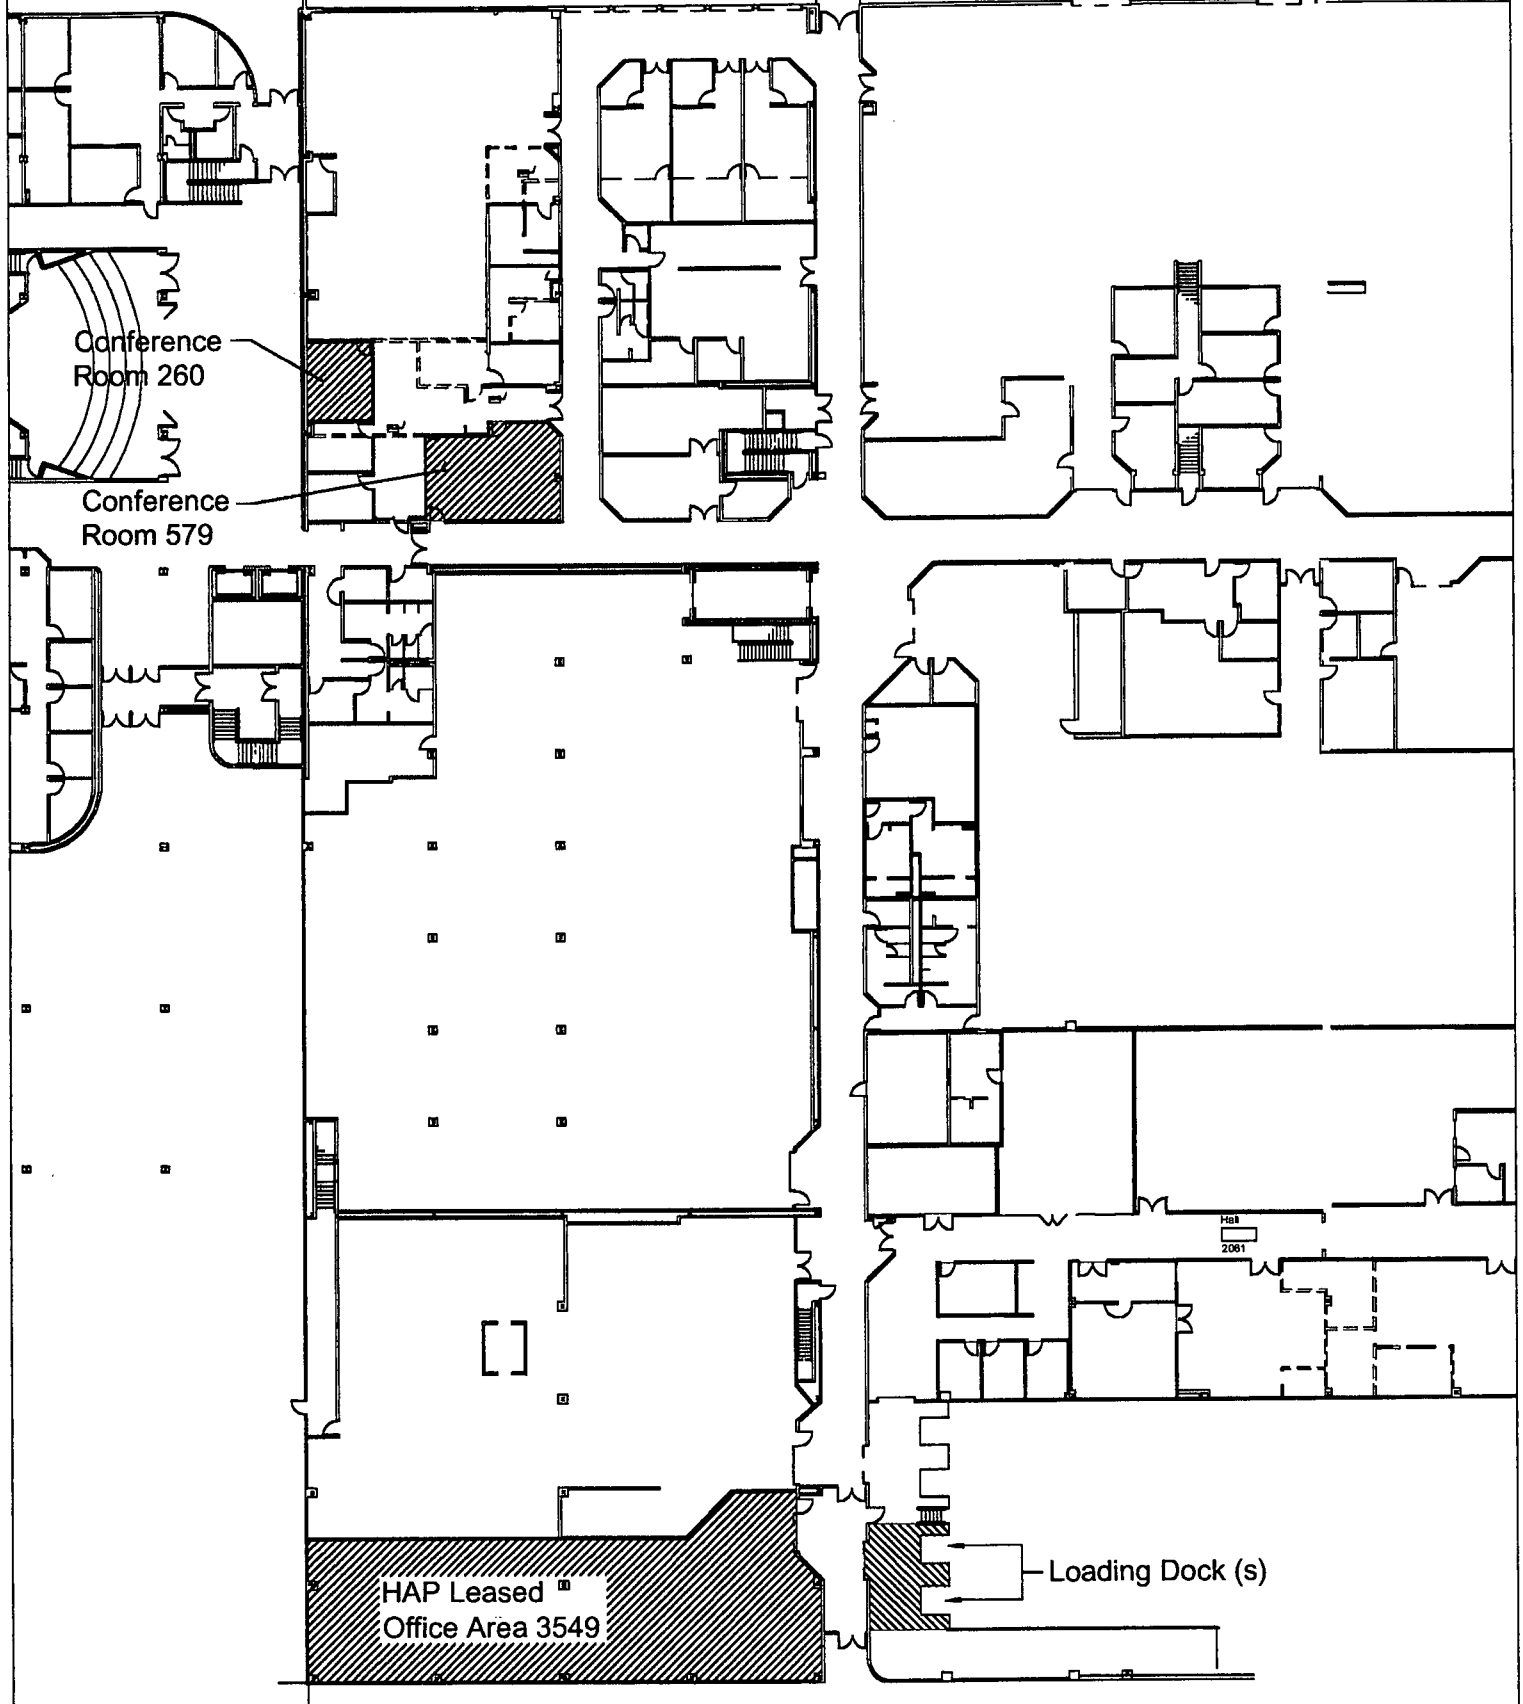 Conference
Room 260
Conference
Room 579
Hall
2061
HAP Leased
Office Area 3549
Loading Dock (s)